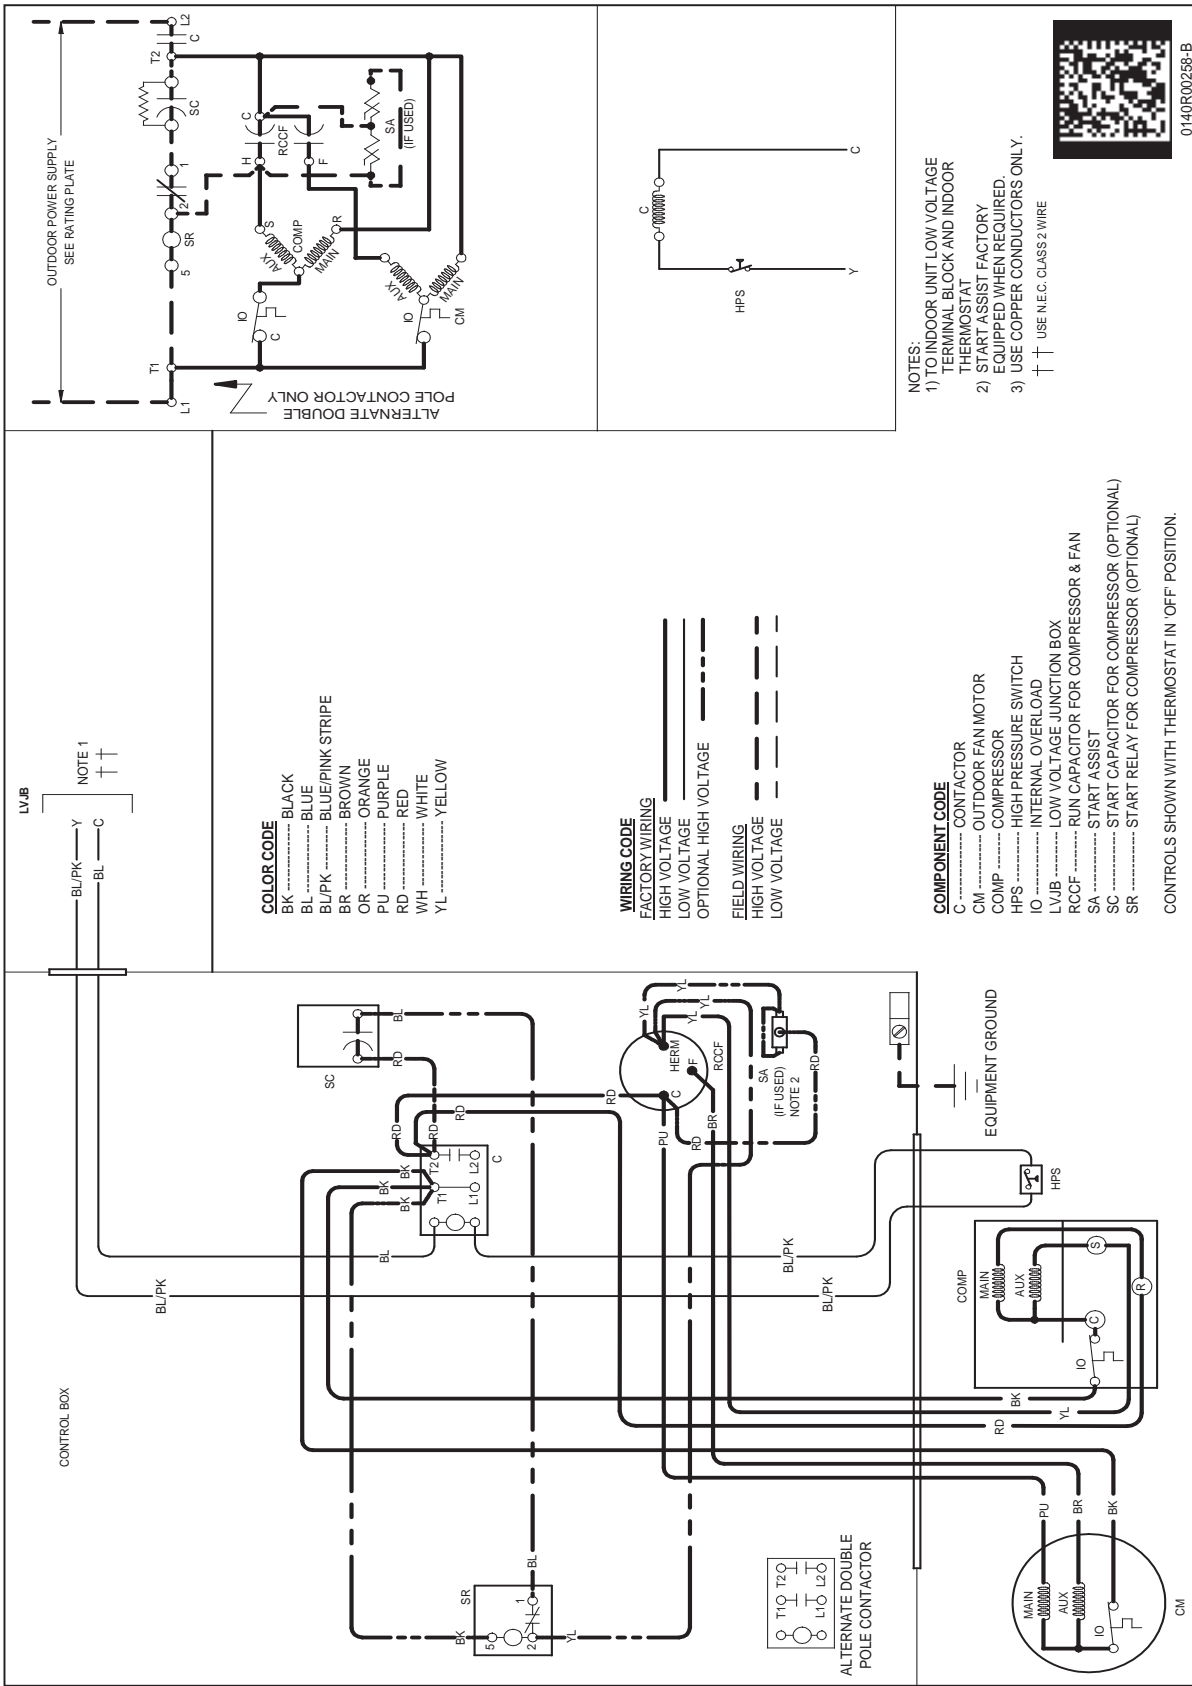 CONTROL BOX
BL/PK
BL/PK
Y
BL
C
LVJB
NOTE 1
SC
RD
BL
RD
RD
RD
RD
BK
BK
BK
T2
T1
L2
L1
C
BL
BL/PK
BL/PK
RD
PU
RD
BR
HERM
F
C
RCCF
YL
YL
YL
YL
SA
(IF USED)
NOTE 2
RD
SR
BK
5
2
1
BL
YL
T1
T2
L1
L2
ALTERNATE DOUBLE
POLE CONTACTOR
EQUIPMENT GROUND
HPS
COMP
MAIN
AUX
S
R
C
IO
BK
YL
RD
PU
BR
BK
MAIN
AUX
IO
CM
COLOR CODE
BK ---------- BLACK
BL ---------- BLUE
BL/PK ---------- BLUE/PINK STRIPE
BR ---------- BROWN
OR ---------- ORANGE
PU ---------- PURPLE
RD ---------- RED
WH ---------- WHITE
YL ---------- YELLOW
WIRING CODE
FACTORY WIRING
HIGH VOLTAGE
LOW VOLTAGE
OPTIONAL HIGH VOLTAGE
FIELD WIRING
HIGH VOLTAGE
LOW VOLTAGE
COMPONENT CODE
C ---------- CONTACTOR
CM ---------- OUTDOOR FAN MOTOR
COMP ---------- COMPRESSOR
HPS ---------- HIGH PRESSURE SWITCH
IO ---------- INTERNAL OVERLOAD
LVJB ---------- LOW VOLTAGE JUNCTION BOX
RCCF ---------- RUN CAPACITOR FOR COMPRESSOR & FAN
SA ---------- START ASSIST
SC ---------- START CAPACITOR FOR COMPRESSOR (OPTIONAL)
SR ---------- START RELAY FOR COMPRESSOR (OPTIONAL)
CONTROLS SHOWN WITH THERMOSTAT IN 'OFF' POSITION.
OUTDOOR POWER SUPPLY
SEE RATING PLATE
L1
T1
5
SR
2
1
SC
T2
C
L2
ALTERNATE DOUBLE
POLE CONTACTOR ONLY
IO
C
AUX
S
COMP
MAIN
R
H
RCCF
C
F
SA
(IF USED)
IO
AUX
MAIN
CM
C
Y
HPS
C
NOTES:
1) TO INDOOR UNIT LOW VOLTAGE
TERMINAL BLOCK AND INDOOR
THERMOSTAT
2) START ASSIST FACTORY
EQUIPPED WHEN REQUIRED.
3) USE COPPER CONDUCTORS ONLY.
USE N.E.C. CLASS 2 WIRE
0140R00258-B